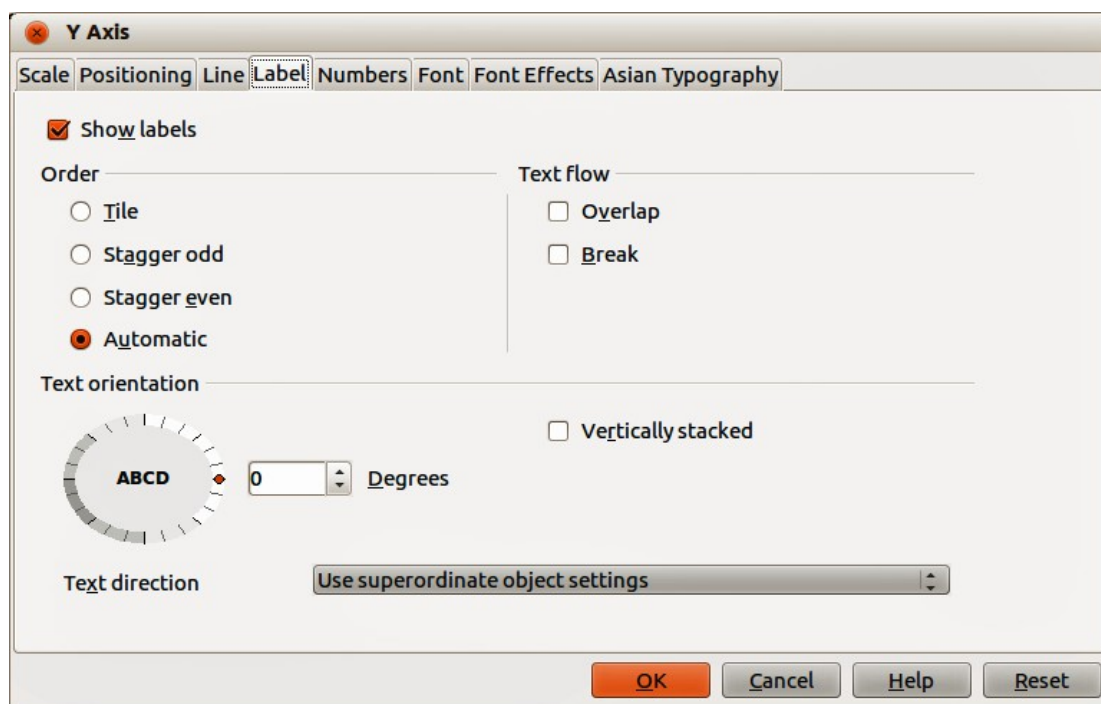 Y Axis
Scale Positioning Line Label Numbers Font Font Effects Asian Typography
Show labels
Order
Text flow
Tile
Overlap
Stagger odd
Break
Stagger even
Automatic
Text orientation
Vertically stacked
ABCD
0
Degrees
Text direction
Use superordinate object settings
OK Cancel Help Reset